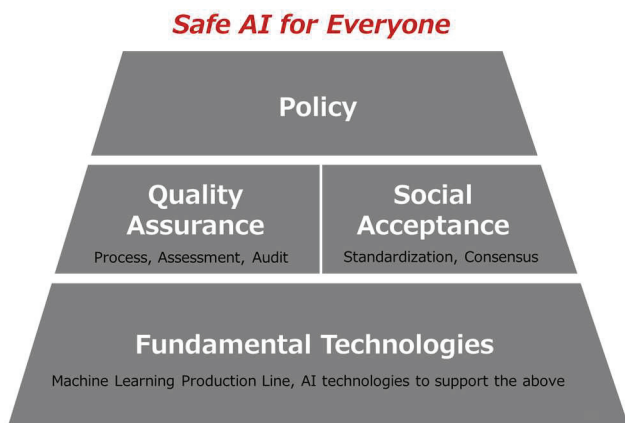 Safe AI for Everyone
Policy
Quality
Assurance
Process, Assessment, Audit
Social
Acceptance
Standardization, Consensus
Fundamental Technologies
Machine Learning Production Line, AI technologies to support the above